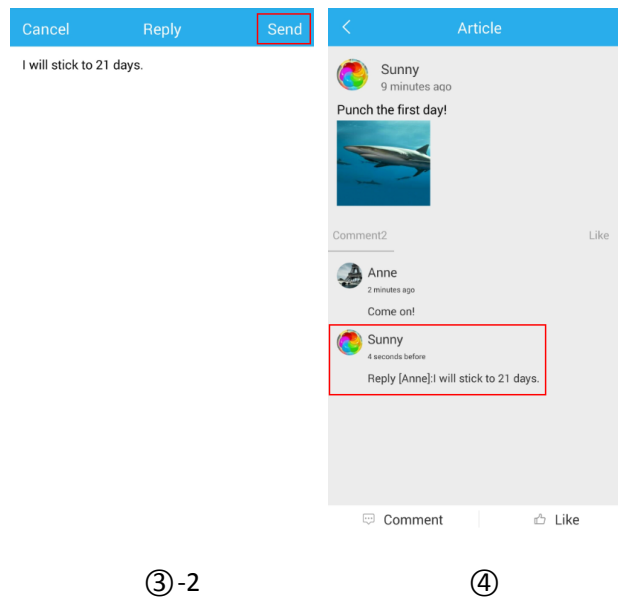 Cancel Reply Send
I will stick to 21 days.
③-2
Article
Sunny
9 minutes ago
Punch the first day!
Comment2 Like
Anne
2 minutes ago
Come on!
Sunny
4 seconds before
Reply [Anne]:I will stick to 21 days.
Comment Like
④